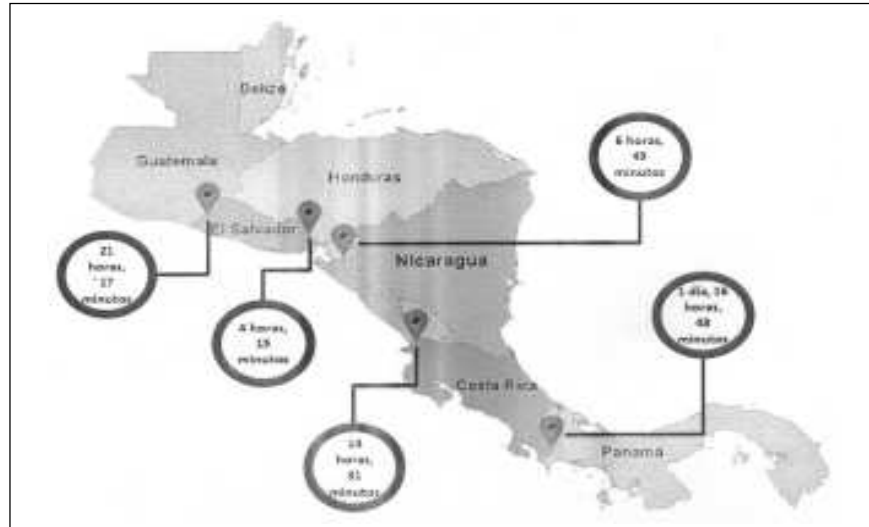 Belize
Guatemala
Honduras
El Salvador
Nicaragua
Costa Rica
Panamá
6 horas,
minutos
21
horas,
17
minutos
4 horas,
15
minutos
1 día, 16
horas,
48
minutos
horas,
minutos